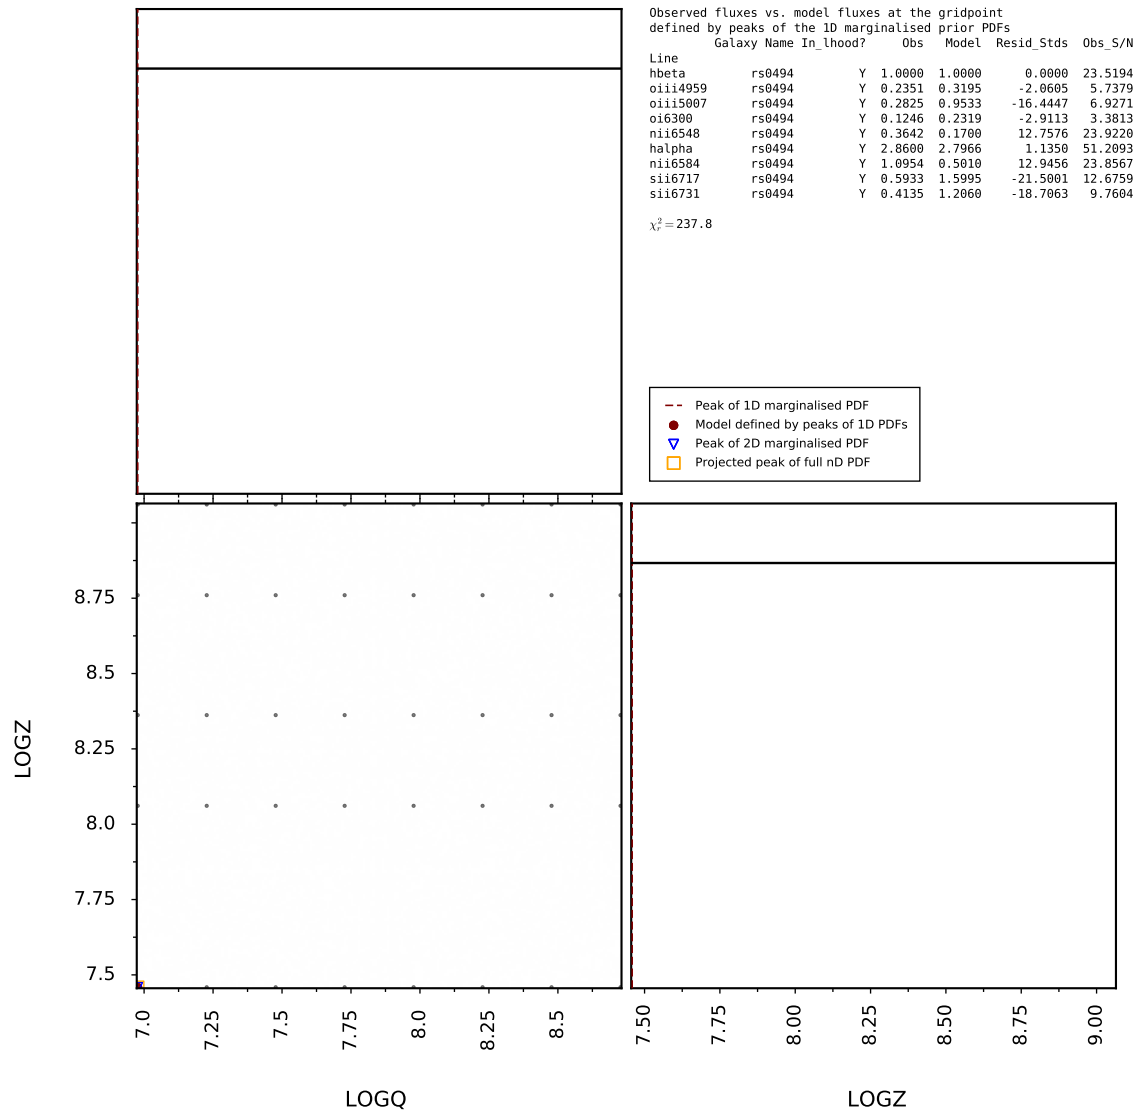 Observed fluxes vs. model fluxes at the gridpoint
defined by peaks of the 1D marginalised prior PDFs
Galaxy Name In_lhood? Obs Model Resid_Stds Obs_S/N
Line
hbeta rs0494 Y 1.0000 1.0000 0.0000 23.5194
oiii4959 rs0494 Y 0.2351 0.3195 -2.0605 5.7379
oiii5007 rs0494 Y 0.2825 0.9533 -16.4447 6.9271
oi6300 rs0494 Y 0.1246 0.2319 -2.9113 3.3813
nii6548 rs0494 Y 0.3642 0.1700 12.7576 23.9220
halpha rs0494 Y 2.8600 2.7966 1.1350 51.2093
nii6584 rs0494 Y 1.0954 0.5010 12.9456 23.8567
sii6717 rs0494 Y 0.5933 1.5995 -21.5001 12.6759
sii6731 rs0494 Y 0.4135 1.2060 -18.7063 9.7604
χ²ᵣ = 237.8
Peak of 1D marginalised PDF
Model defined by peaks of 1D PDFs
Peak of 2D marginalised PDF
Projected peak of full nD PDF
8.75
8.5
8.25
8.0
7.75
7.5
LOGZ
7.0 7.25 7.5 7.75 8.0 8.25 8.5
LOGQ
7.50 7.75 8.00 8.25 8.50 8.75 9.00
LOGZ